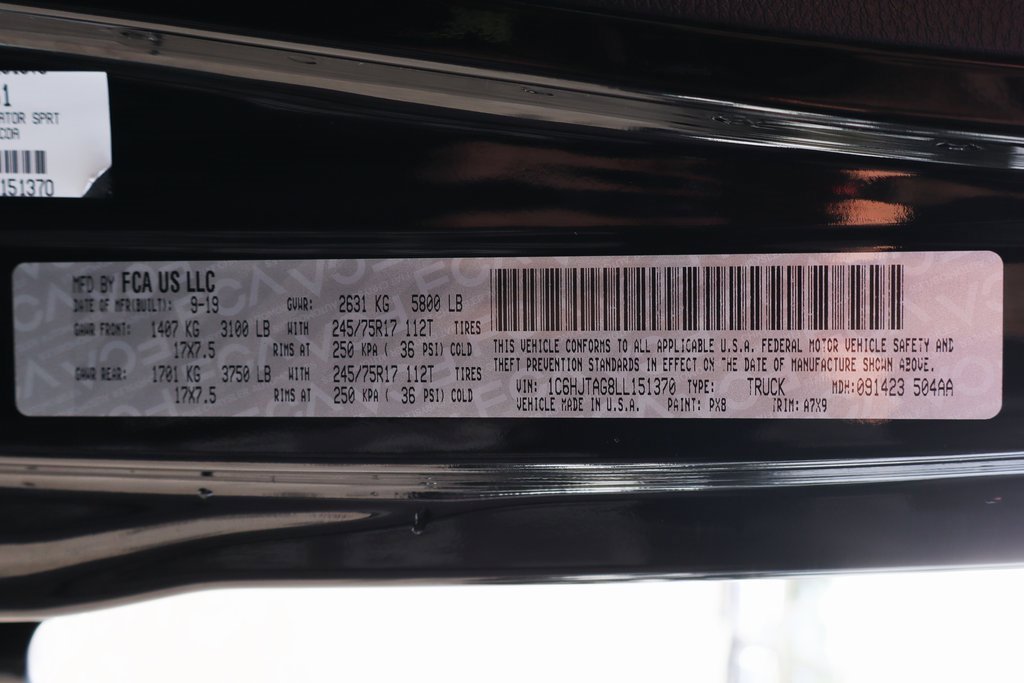 1
ATOR SPRT
151370
MFD BY FCA US LLC
DATE OF MFR(BUILT): 9-19 GVWR: 2631 KG 5800 LB
GAWR FRONT: 1407 KG 3100 LB WITH 245/75R17 112T TIRES
17X7.5 RIMS AT 250 KPA ( 36 PSI) COLD
GAWR REAR: 1701 KG 3750 LB WITH 245/75R17 112T TIRES
17X7.5 RIMS AT 250 KPA ( 36 PSI) COLD
THIS VEHICLE CONFORMS TO ALL APPLICABLE U.S.A. FEDERAL MOTOR VEHICLE SAFETY AND
THEFT PREVENTION STANDARDS IN EFFECT ON THE DATE OF MANUFACTURE SHOWN ABOVE.
VIN: 1C6HJTAG8LL151370 TYPE: TRUCK MDH: 091423 504AA
VEHICLE MADE IN U.S.A. PAINT: PX8 TRIM: A7X9